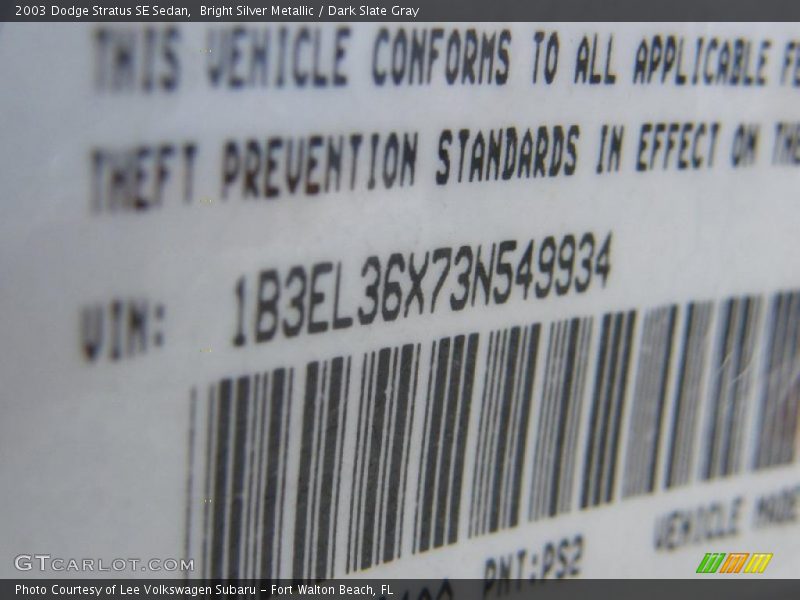 2003 Dodge Stratus SE Sedan,  Bright Silver Metallic / Dark Slate Gray
THIS VEHICLE CONFORMS TO ALL APPLICABLE FE
THEFT PREVENTION STANDARDS IN EFFECT ON THE
VIN: 1B3EL36X73N549934
PNT:PS2
VEHICLE MADE
GTCARLOT.COM
Photo Courtesy of Lee Volkswagen Subaru - Fort Walton Beach, FL